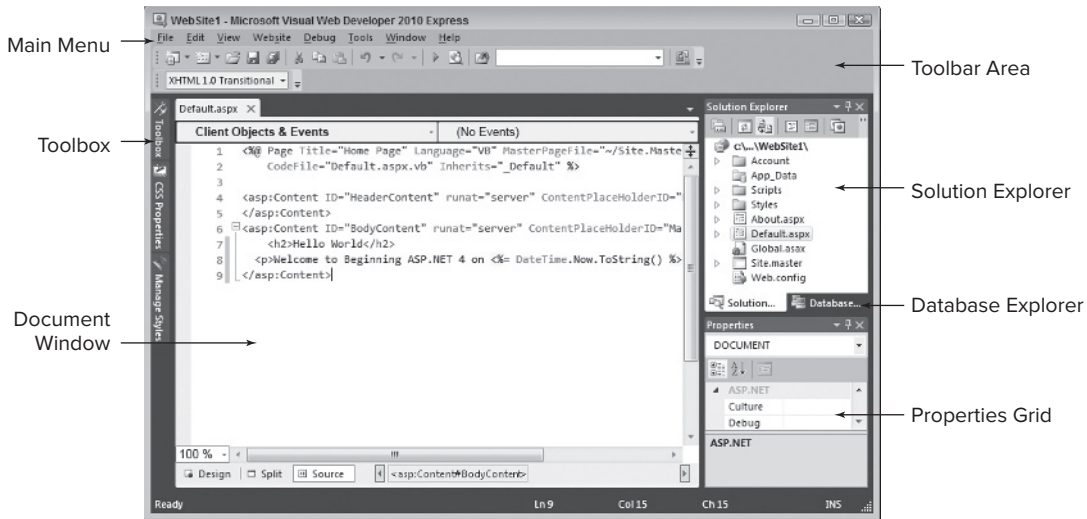 WebSite1 - Microsoft Visual Web Developer 2010 Express
Main Menu
File Edit View Website Debug Tools Window Help
Toolbar Area
XHTML 1.0 Transitional
Toolbox
Toolbox
CSS Properties
Manage Styles
Default.aspx
Client Objects & Events
(No Events)
1 <%@ Page Title="Home Page" Language="VB" MasterPageFile="~/Site.Maste
2 CodeFile="Default.aspx.vb" Inherits="_Default" %>
3
4 <asp:Content ID="HeaderContent" runat="server" ContentPlaceHolderID="
5 </asp:Content>
6 <asp:Content ID="BodyContent" runat="server" ContentPlaceHolderID="Ma
7 <h2>Hello World</h2>
8 <p>Welcome to Beginning ASP.NET 4 on <%= DateTime.Now.ToString() %>
9 </asp:Content>
Document
Window
100 %
Design Split Source
<asp:Content#BodyContent>
Solution Explorer
c:\...\WebSite1\
Account
App_Data
Scripts
Styles
About.aspx
Default.aspx
Global.asax
Site.master
Web.config
Solution Explorer
Solution... Database...
Database Explorer
Properties
DOCUMENT
ASP.NET
Culture
Debug
Properties Grid
ASP.NET
Ready Ln 9 Col 15 Ch 15 INS